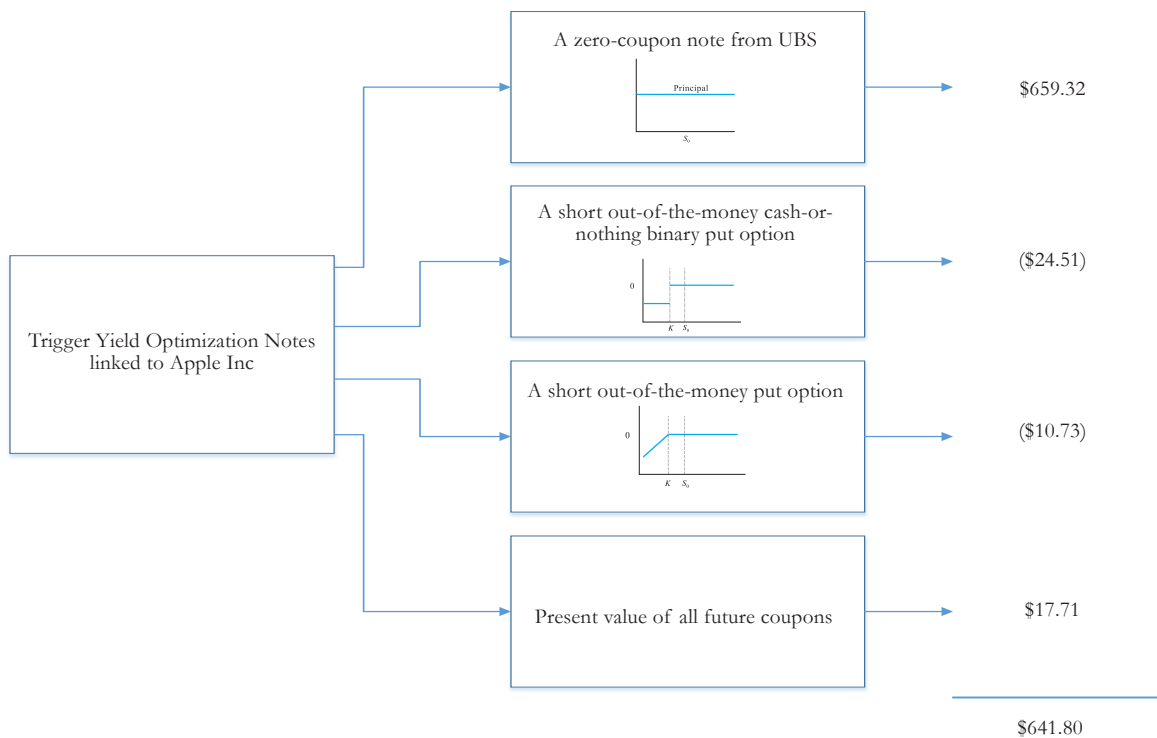 A zero-coupon note from UBS
Principal
S0
$659.32
A short out-of-the-money cash-or-
nothing binary put option
0
K
S0
($24.51)
Trigger Yield Optimization Notes
linked to Apple Inc
A short out-of-the-money put option
0
K
S0
($10.73)
Present value of all future coupons
$17.71
$641.80